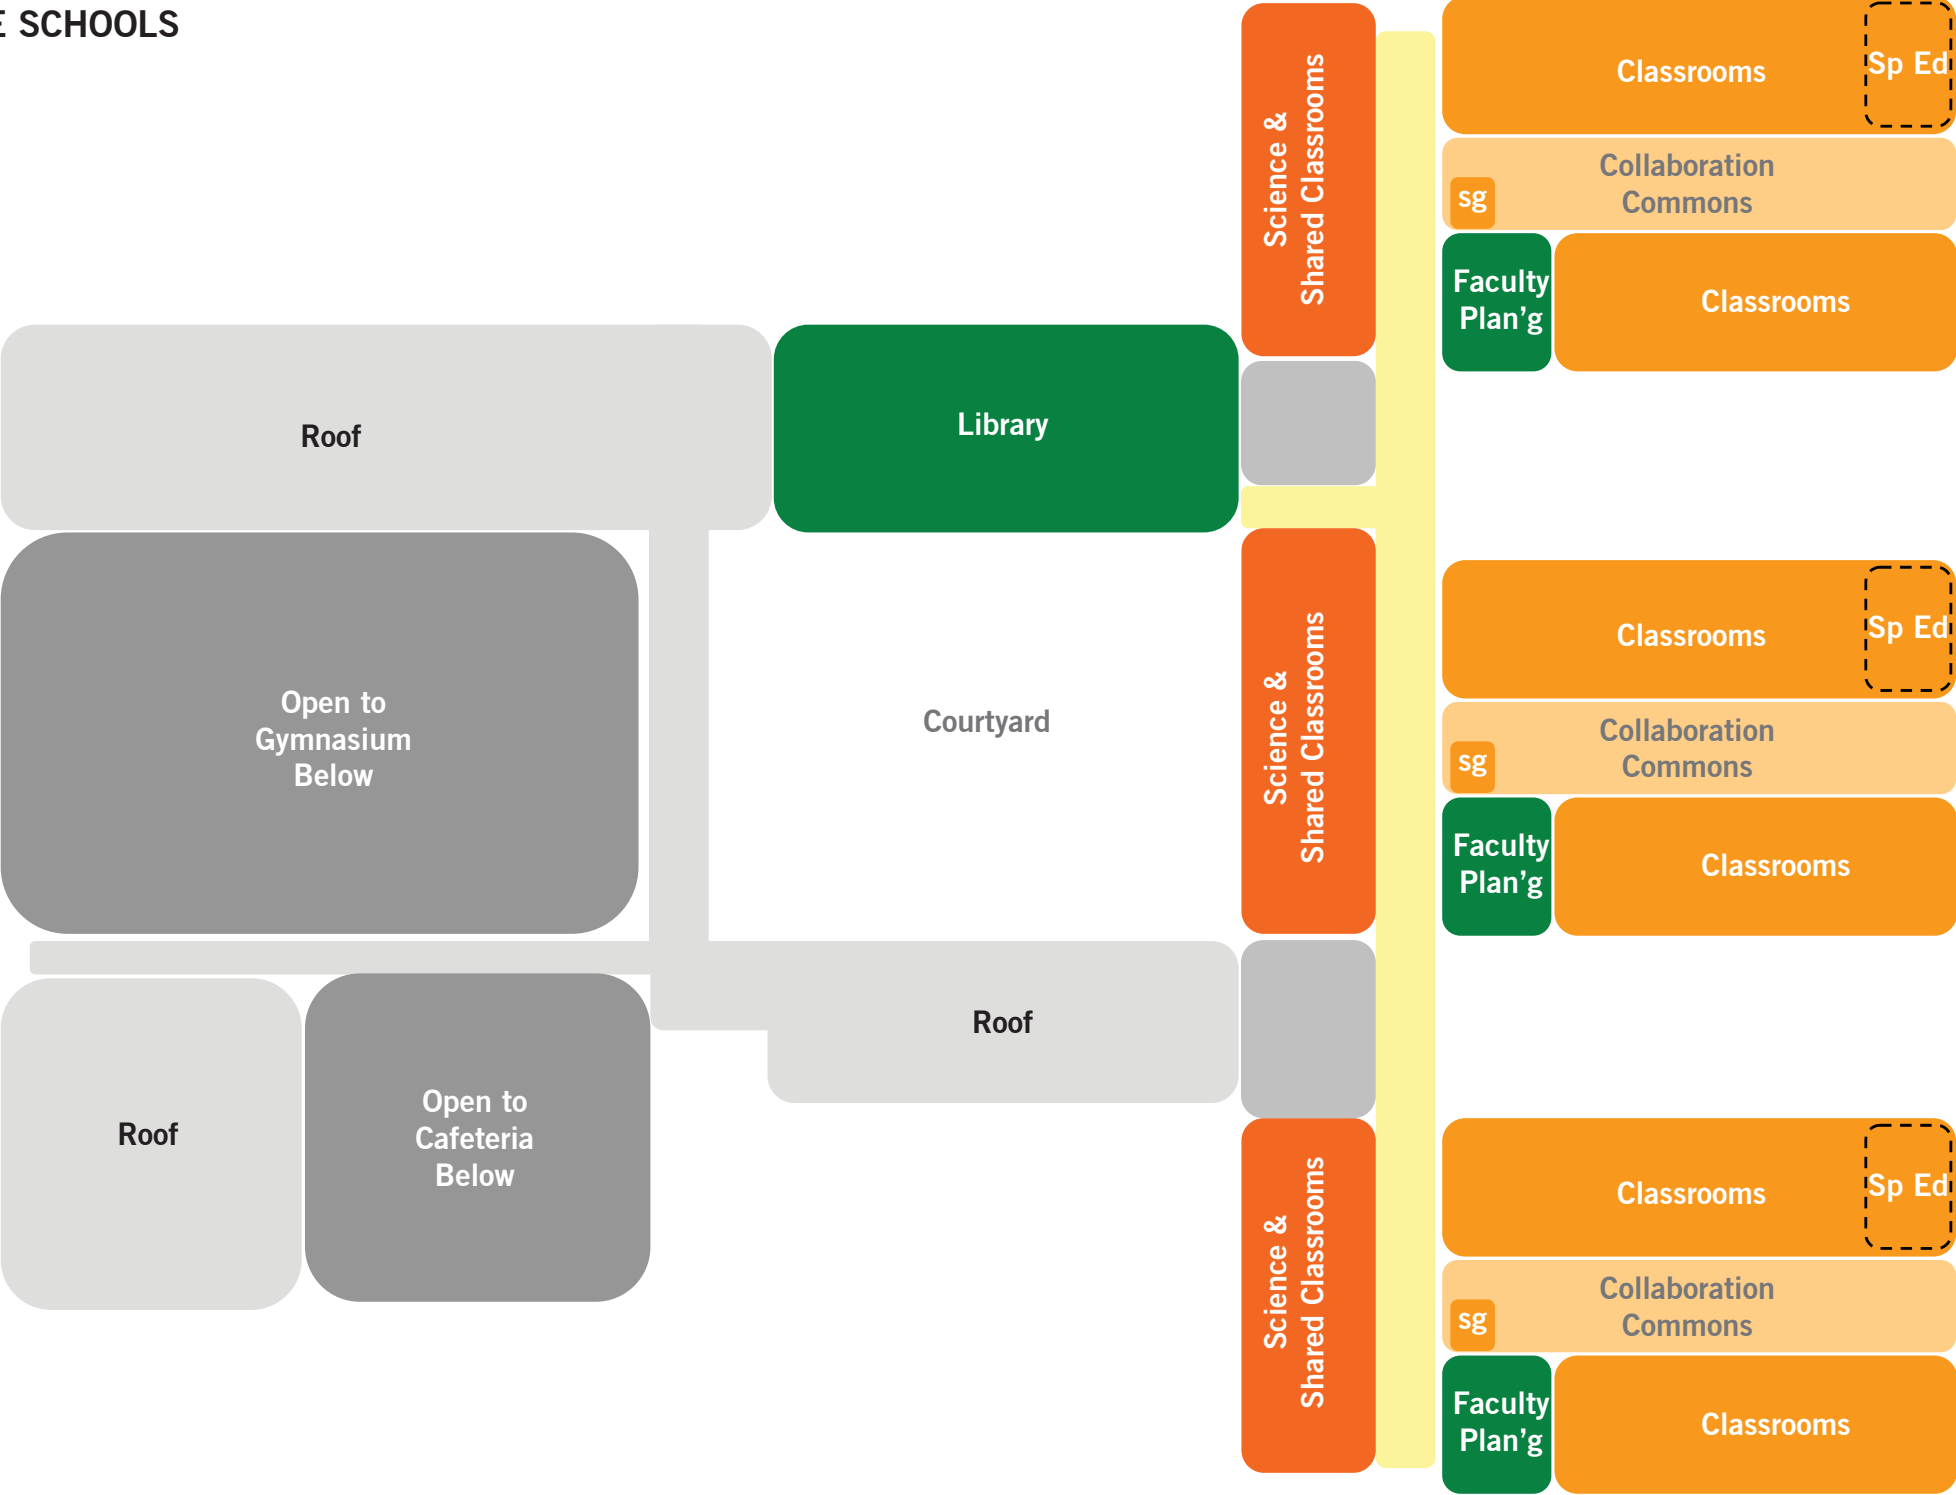 E SCHOOLS
Science &
Shared Classrooms
Classrooms
Sp Ed
Collaboration
Commons
sg
Faculty
Plan’g
Classrooms
Roof
Library
Open to
Gymnasium
Below
Courtyard
Science &
Shared Classrooms
Classrooms
Sp Ed
Collaboration
Commons
sg
Faculty
Plan’g
Classrooms
Roof
Roof
Open to
Cafeteria
Below
Science &
Shared Classrooms
Classrooms
Sp Ed
Collaboration
Commons
sg
Faculty
Plan’g
Classrooms